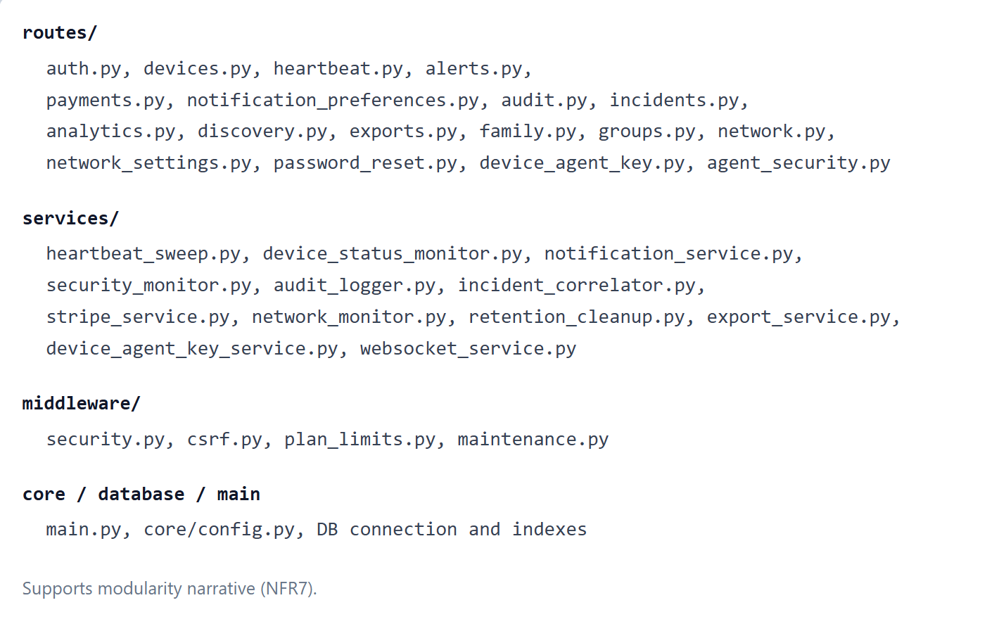 routes/
auth.py, devices.py, heartbeat.py, alerts.py,
payments.py, notification_preferences.py, audit.py, incidents.py,
analytics.py, discovery.py, exports.py, family.py, groups.py, network.py,
network_settings.py, password_reset.py, device_agent_key.py, agent_security.py
services/
heartbeat_sweep.py, device_status_monitor.py, notification_service.py,
security_monitor.py, audit_logger.py, incident_correlator.py,
stripe_service.py, network_monitor.py, retention_cleanup.py, export_service.py,
device_agent_key_service.py, websocket_service.py
middleware/
security.py, csrf.py, plan_limits.py, maintenance.py
core / database / main
main.py, core/config.py, DB connection and indexes
Supports modularity narrative (NFR7).